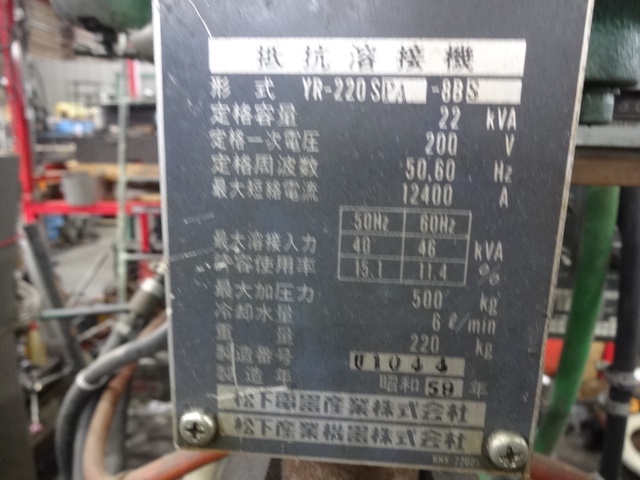 抵抗溶接機
形式 YR-220S -8BS
定格容量 22 kVA
定格一次電圧 200 V
定格周波数 50,60 Hz
最大短絡電流 12400 A
50Hz 60Hz
最大溶接入力 40 46 kVA
許容使用率 15.1 11.4 %
最大加圧力 500 kg
冷却水量 6 ℓ/min
重量 220 kg
製造番号 01044
製造年 昭和59年
松下電器産業株式会社
松下産業機器株式会社